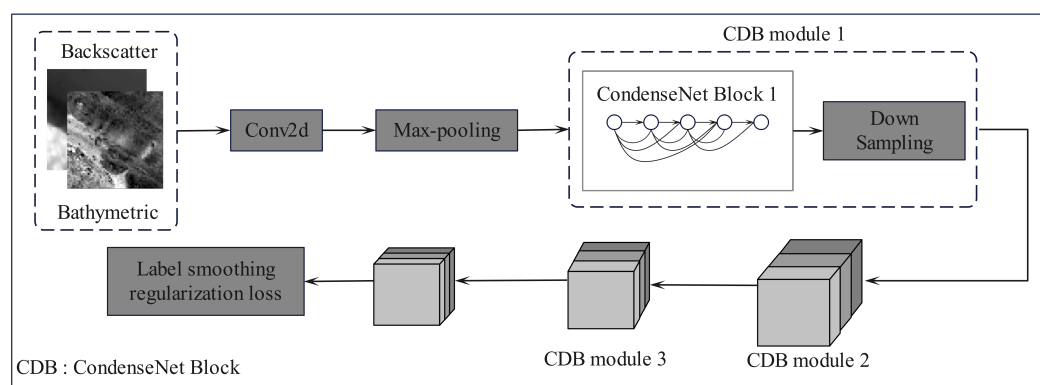 Backscatter
Bathymetric
Conv2d
Max-pooling
CDB module 1
CondenseNet Block 1
Down
Sampling
Label smoothing
regularization loss
CDB module 3
CDB module 2
CDB : CondenseNet Block